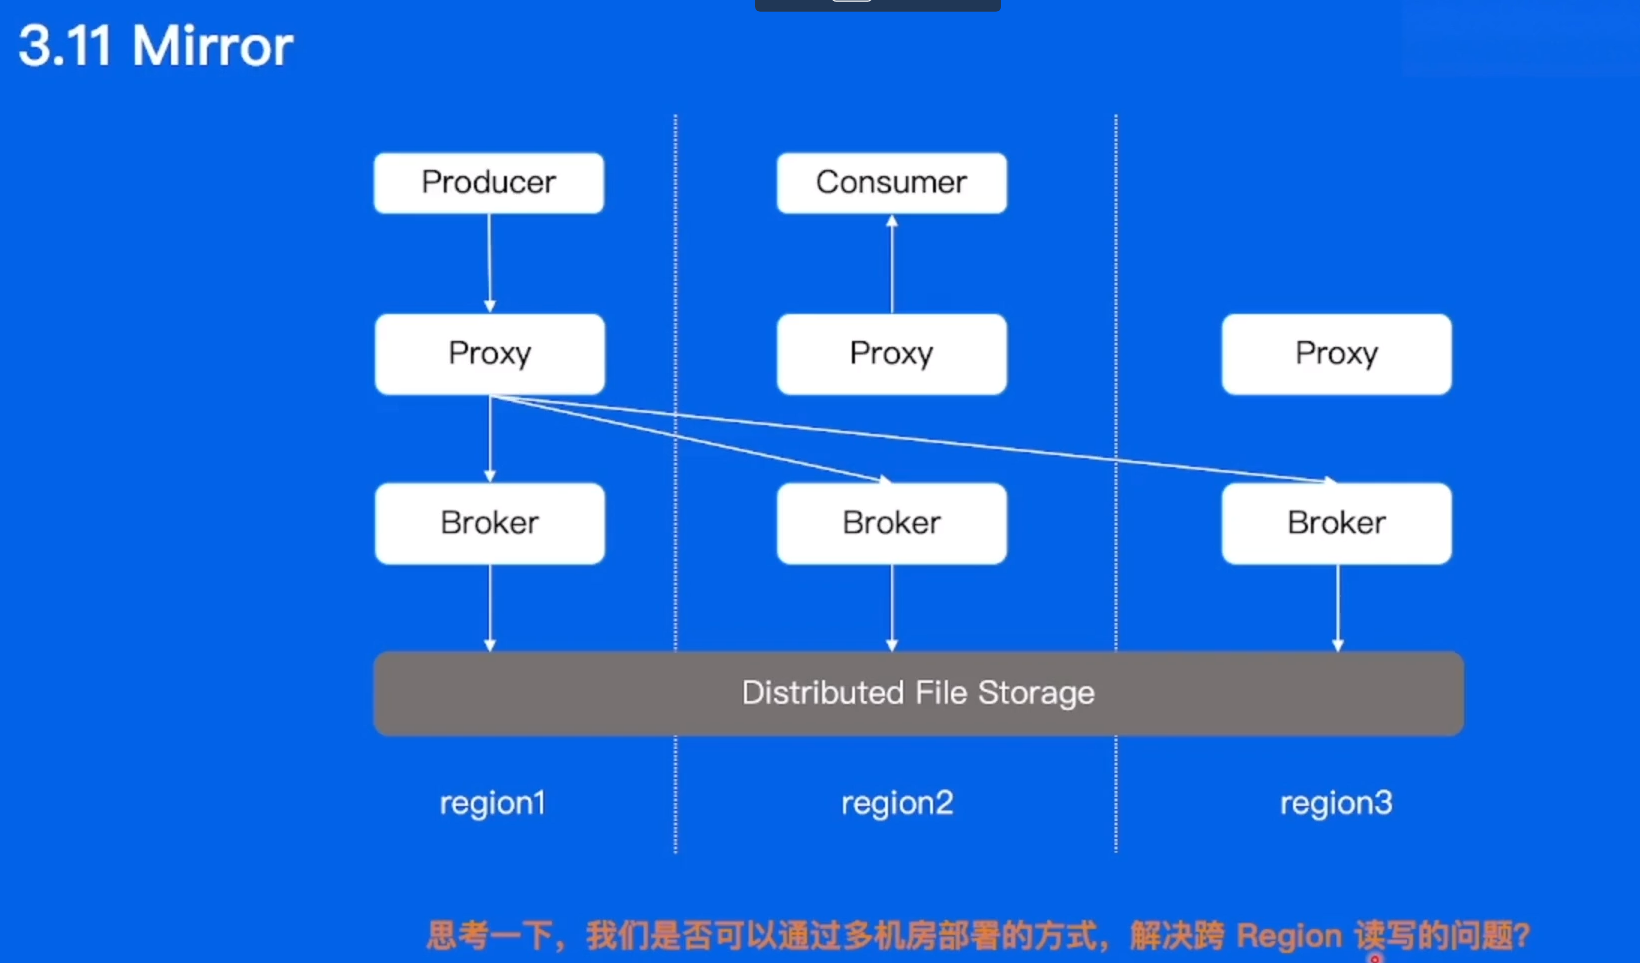 3.11 Mirror
Producer
Consumer
Proxy
Proxy
Proxy
Broker
Broker
Broker
Distributed File Storage
region1
region2
region3
思考一下，我们是否可以通过多机房部署的方式，解决跨 Region 读写的问题？